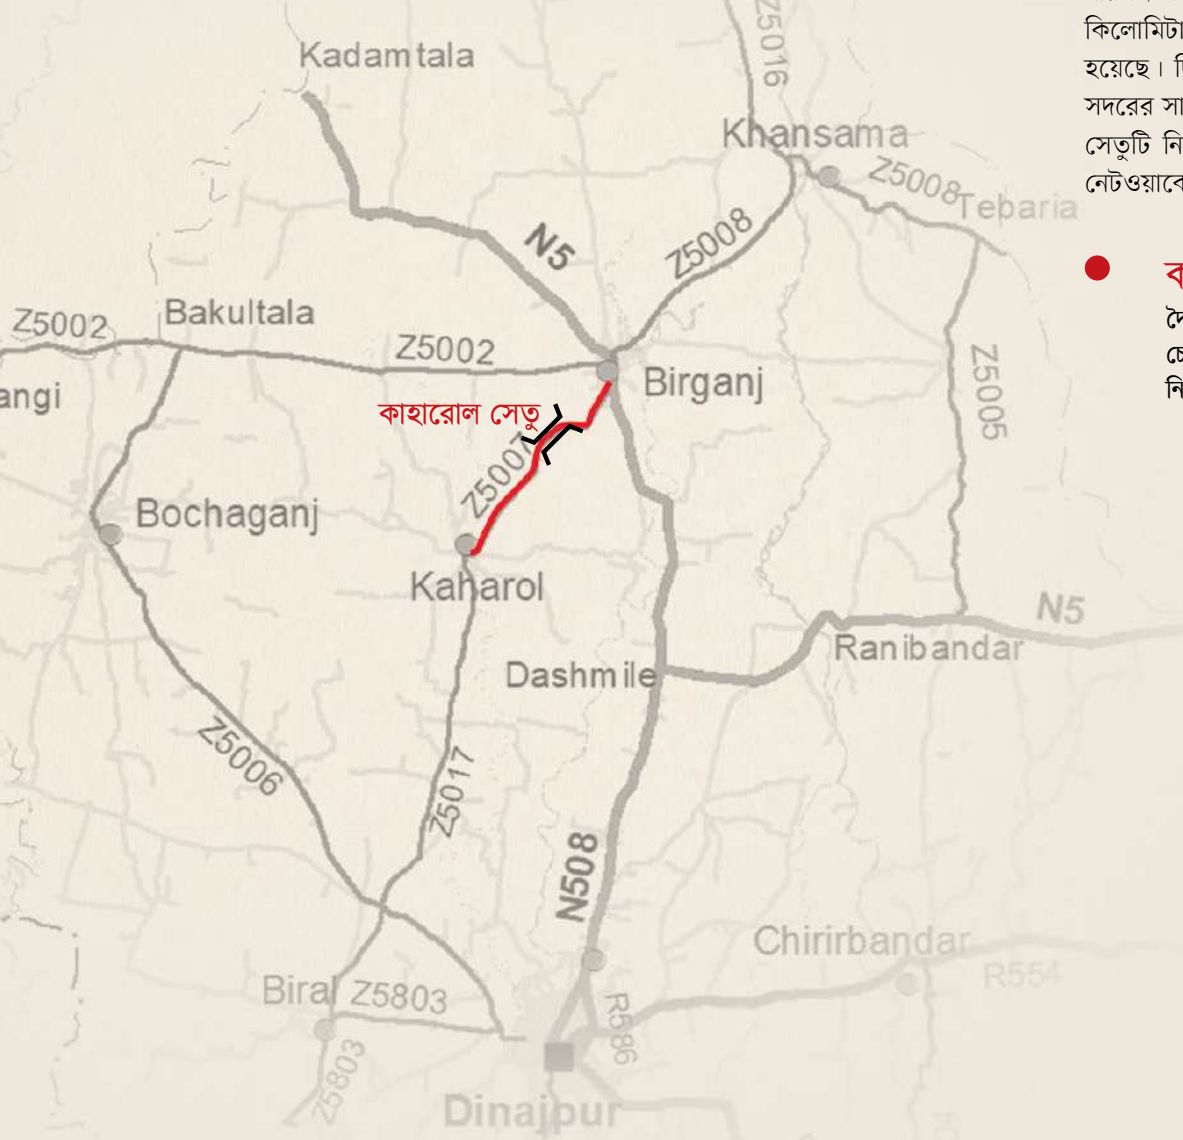 Kadamtala
Z5016
Khansama
Z5008
Tebaria
N5
Z5008
Z5002
Bakultala
Z5002
Birganj
Z5005
angi
কাহারোল সেতু
Z5007
Bochaganj
Kaharol
N5
Ranibandar
Dashmile
Z5006
Z5017
N508
Chirirbandar
R554
Biral
Z5803
R586
Z5803
Dinajpur
হয়েছে।
সদরের
সেতুটি